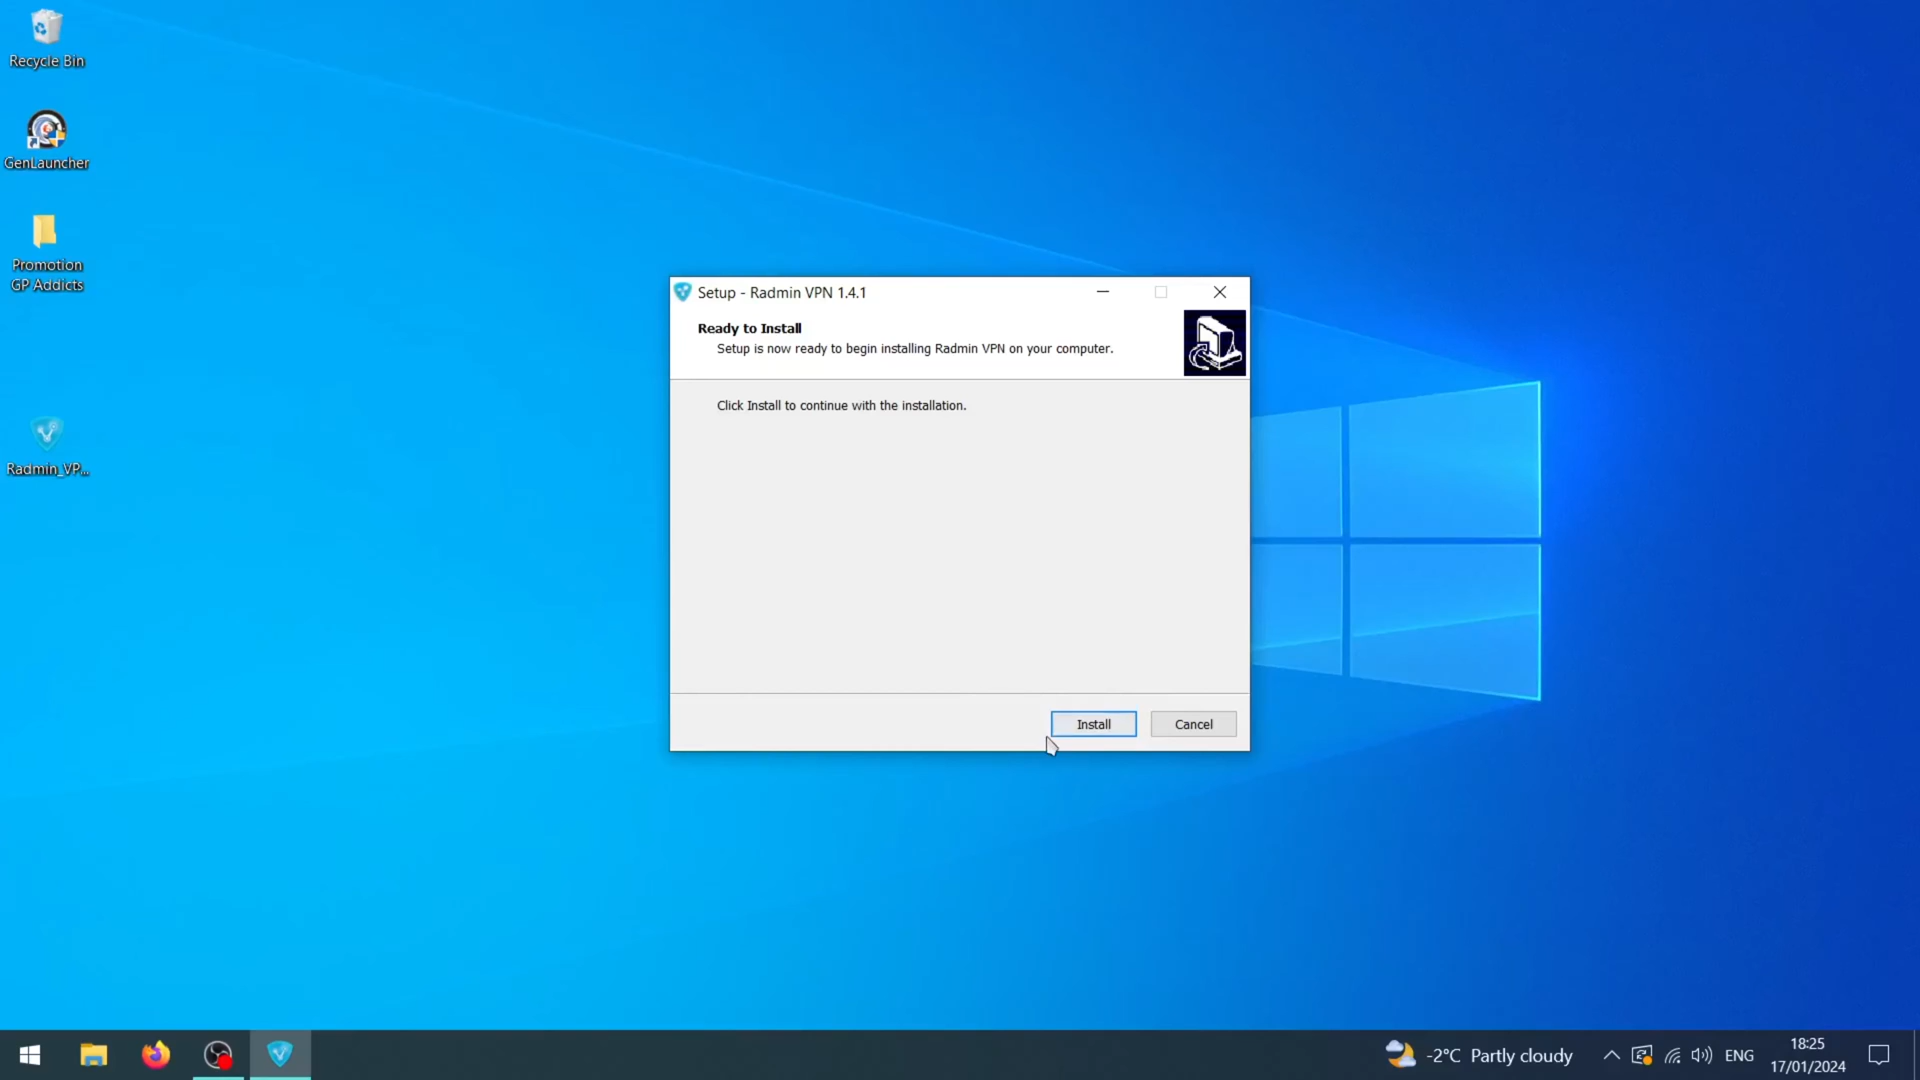 Recycle Bin
GenLauncher
Promotion
GP Addicts
Radmin_VP...
Setup - Radmin VPN 1.4.1
Ready to Install
Setup is now ready to begin installing Radmin VPN on your computer.
Click Install to continue with the installation.
Install
Cancel
-2°C Partly cloudy
ENG
18:25
17/01/2024